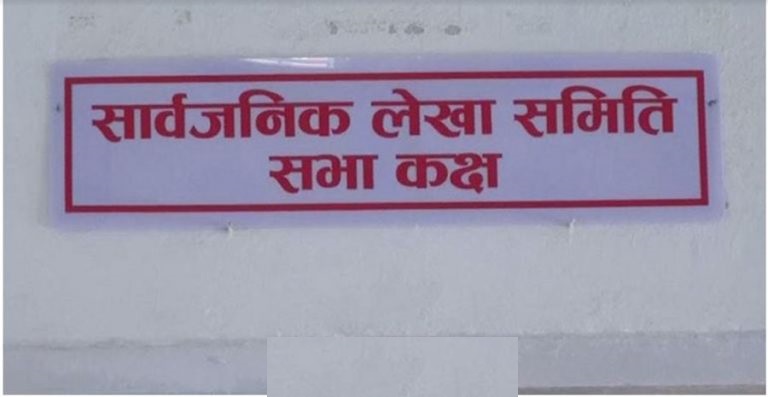 सार्वजनिक लेखा समिति
सभा कक्ष